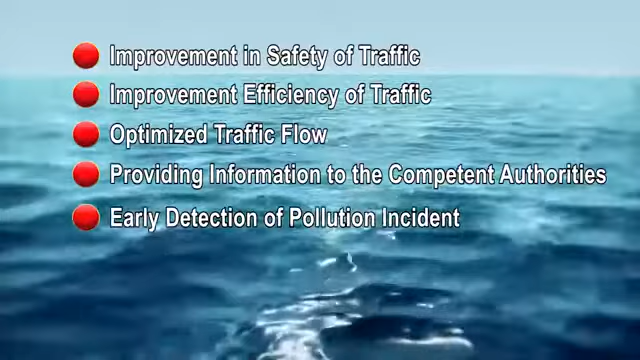 Improvement in Safety of Traffic
Improvement Efficiency of Traffic
Optimized Traffic Flow
Providing Information to the Competent Authorities
Early Detection of Pollution Incident